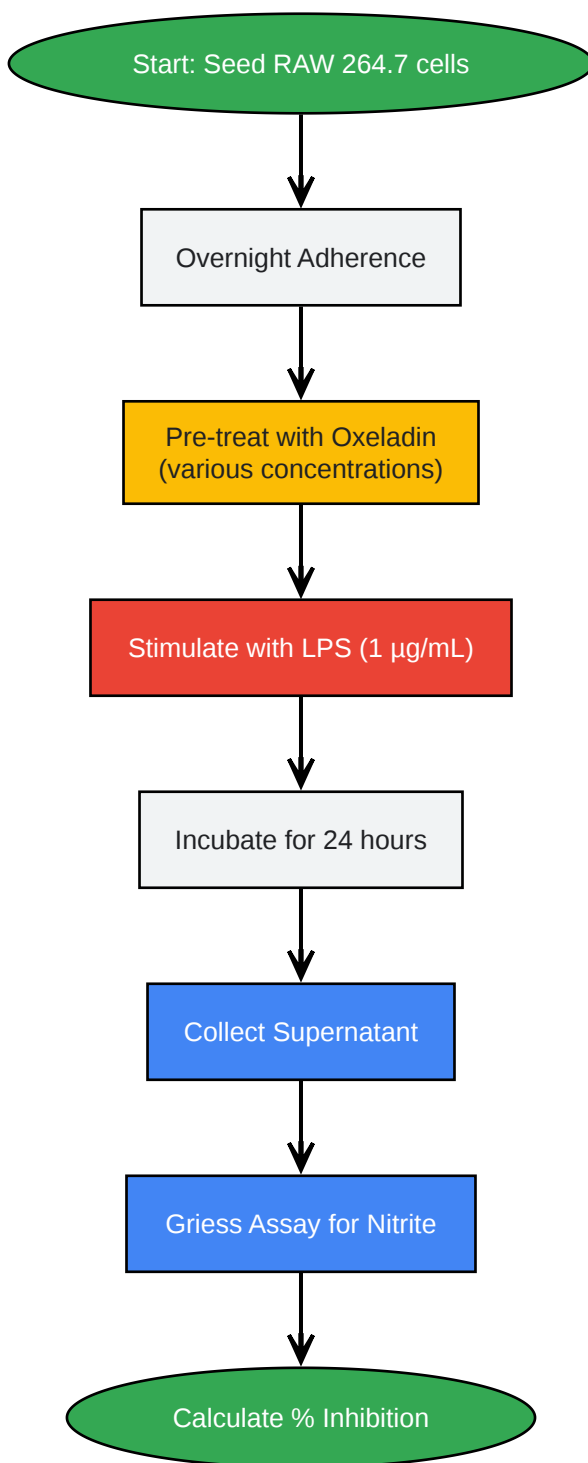 Start: Seed RAW 264.7 cells
Overnight Adherence
Pre-treat with Oxeladin
(various concentrations)
Stimulate with LPS (1 µg/mL)
Incubate for 24 hours
Collect Supernatant
Griess Assay for Nitrite
Calculate % Inhibition